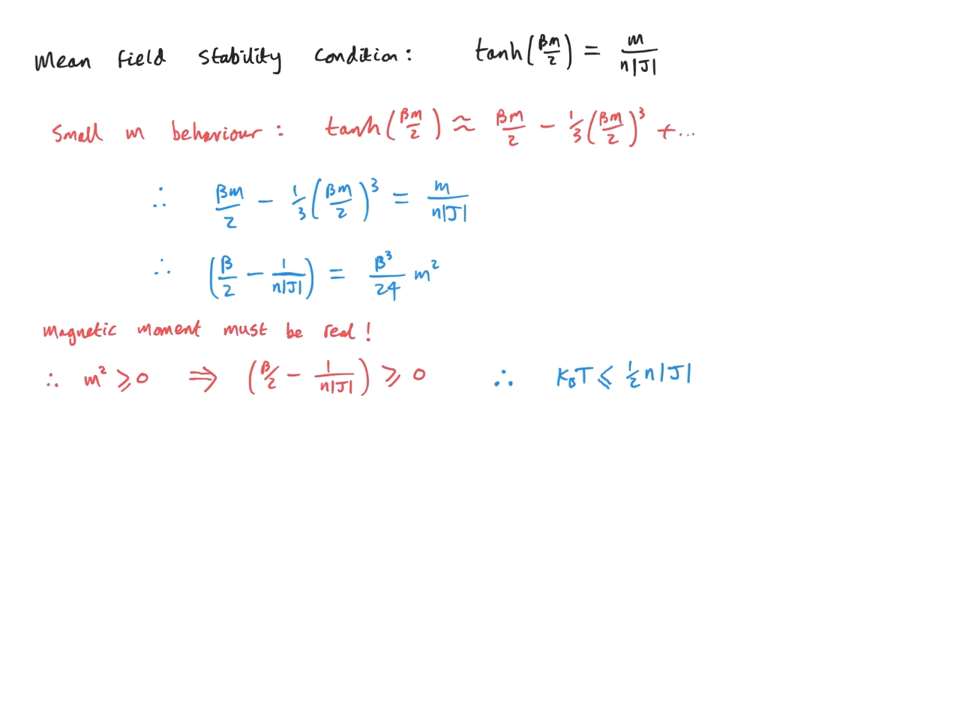 Mean Field Stability Condition: tanh(βm/2) = m/n|J|
Small m behaviour: tanh(βm/2) ≈ βm/2 − 1/3(βm/2)³ + ...
∴ βm/2 − 1/3(βm/2)³ = m/n|J|
∴ (β/2 − 1/n|J|) = β³/24 m²
Magnetic moment must be real!
∴ m² ⩾ 0 ⇒ (β/2 − 1/n|J|) ⩾ 0 ∴ KBT ⩽ 1/2 n|J|